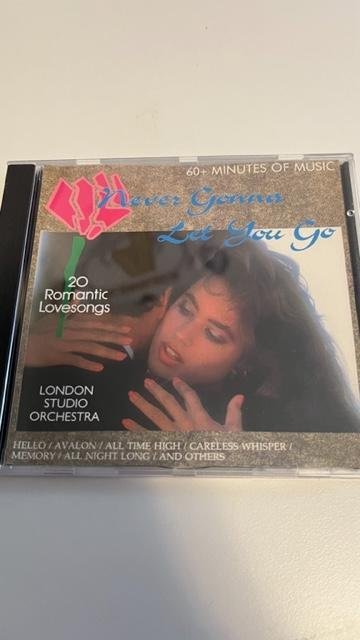 60+ MINUTES OF MUSIC
Never Gonna
Let You Go
20
Romantic
Lovesongs
LONDON
STUDIO
ORCHESTRA
HELLO / AVALON / ALL TIME HIGH / CARELESS WHISPER /
MEMORY / ALL NIGHT LONG / AND OTHERS